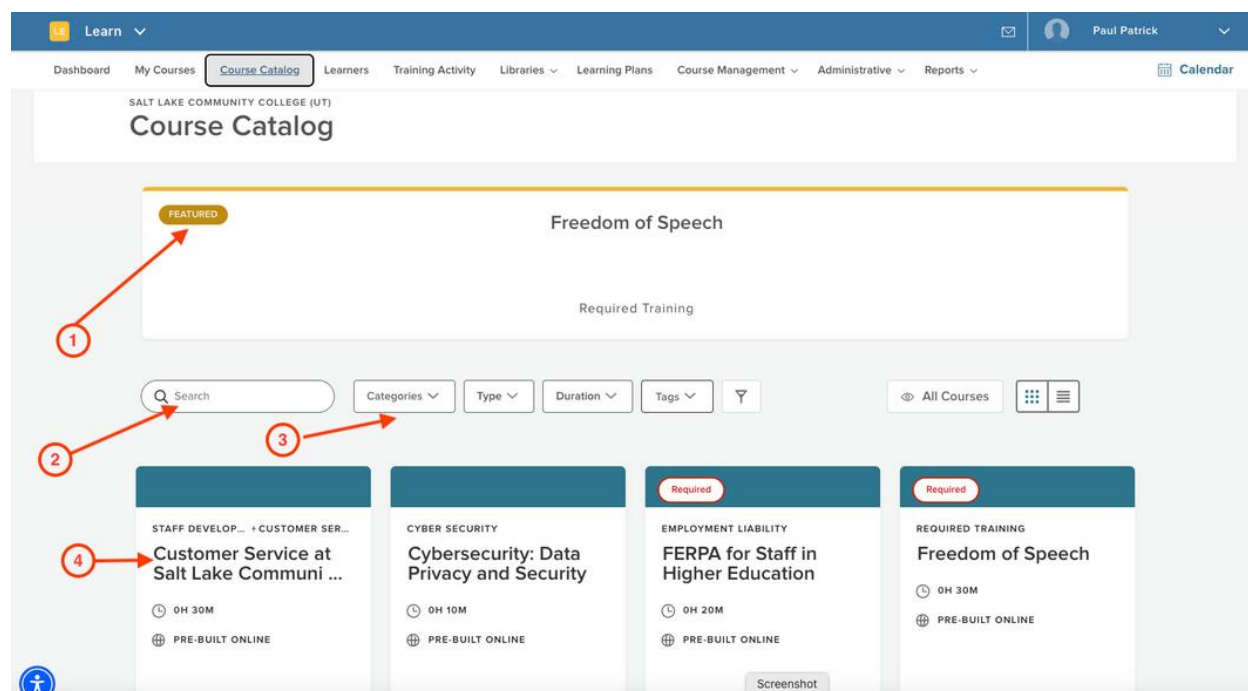 LE Learn
Paul Patrick
Dashboard My Courses Course Catalog Learners Training Activity Libraries Learning Plans Course Management Administrative Reports Calendar
SALT LAKE COMMUNITY COLLEGE (UT)
Course Catalog
FEATURED
Freedom of Speech
Required Training
1
Search Categories Type Duration Tags All Courses
3
2
Required Required
STAFF DEVELOP... +CUSTOMER SER... CYBER SECURITY EMPLOYMENT LIABILITY REQUIRED TRAINING
4
Customer Service at Cybersecurity: Data FERPA for Staff in Freedom of Speech
Salt Lake Communi ... Privacy and Security Higher Education
0H 30M 0H 10M 0H 20M 0H 30M
PRE-BUILT ONLINE PRE-BUILT ONLINE PRE-BUILT ONLINE PRE-BUILT ONLINE
Screenshot